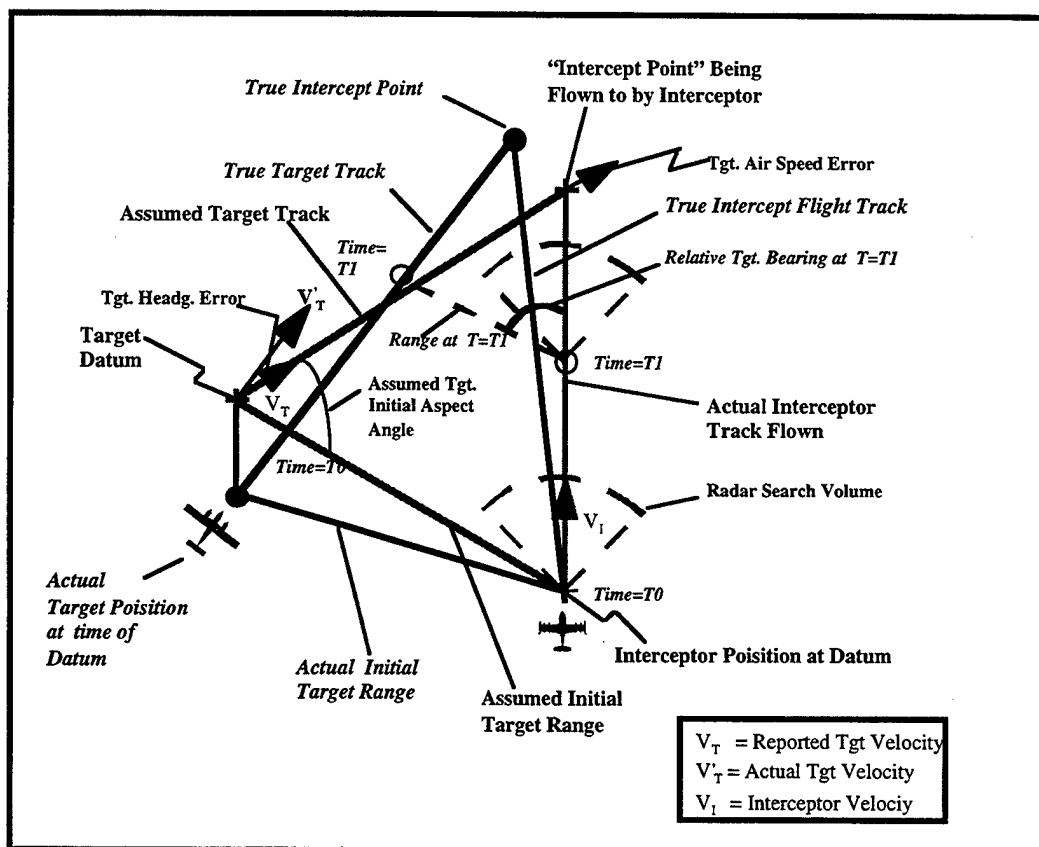 "Intercept Point" Being
Flown to by Interceptor
True Intercept Point
Tgt. Air Speed Error
True Target Track
True Intercept Flight Track
Assumed Target Track
Time=
T1
Relative Tgt. Bearing at T=T1
Tgt. Headg. Error
V'T
Target
Datum
Range at T=T1
Time=T1
Assumed Tgt.
Initial Aspect
Angle
VT
Actual Interceptor
Track Flown
Time=T0
Radar Search Volume
VI
Actual
Target Poisition
at time of
Datum
Time=T0
Interceptor Poisition at Datum
Actual Initial
Target Range
Assumed Initial
Target Range
VT = Reported Tgt Velocity
V'T = Actual Tgt Velocity
VI = Interceptor Velociy